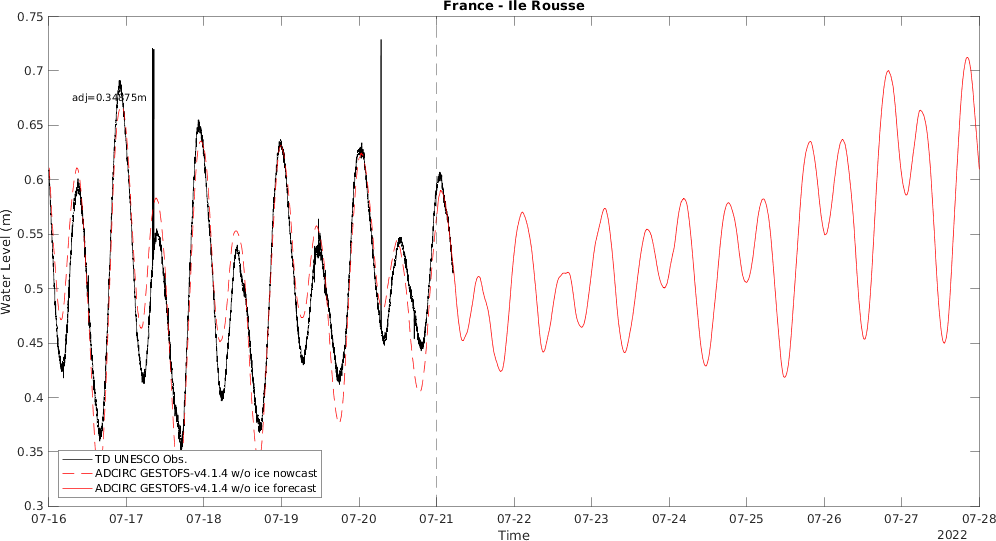 France - Ile Rousse
0.75
0.7
0.65
0.6
0.55
0.5
0.45
0.4
0.35
0.3
Water Level (m)
adj=0.34875m
TD UNESCO Obs.
ADCIRC GESTOFS-v4.1.4 w/o ice nowcast
ADCIRC GESTOFS-v4.1.4 w/o ice forecast
07-16 07-17 07-18 07-19 07-20 07-21 07-22 07-23 07-24 07-25 07-26 07-27 07-28
Time
2022